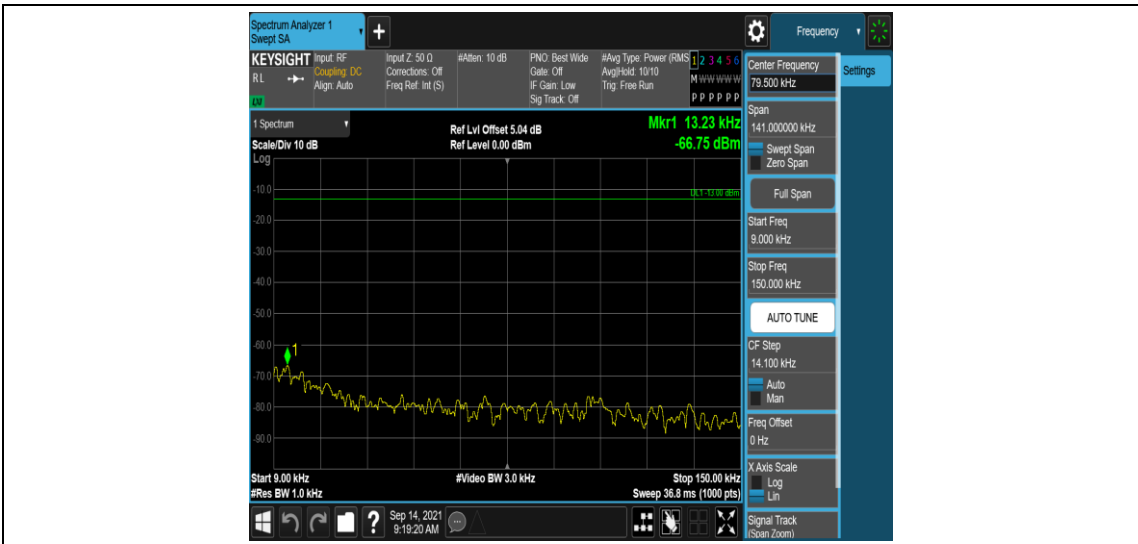 Spectrum Analyzer 1
Swept SA
+
Frequency
KEYSIGHT
RL
LXI
Input: RF
Coupling: DC
Align: Auto
Input Z: 50 Ω
Corrections: Off
Freq Ref: Int (S)
#Atten: 10 dB
PNO: Best Wide
Gate: Off
IF Gain: Low
Sig Track: Off
#Avg Type: Power (RMS
Avg|Hold: 10/10
Trig: Free Run
1 2 3 4 5 6
M W W W W W
P P P P P P
1 Spectrum
Scale/Div 10 dB
Log
Ref Lvl Offset 5.04 dB
Ref Level 0.00 dBm
Mkr1 13.23 kHz
-66.75 dBm
DL1 -13.00 dBm
-10.0
-20.0
-30.0
-40.0
-50.0
-60.0
1
-70.0
-80.0
-90.0
Start 9.00 kHz
#Res BW 1.0 kHz
#Video BW 3.0 kHz
Stop 150.00 kHz
Sweep 36.8 ms (1000 pts)
?
Sep 14, 2021
9:19:20 AM
Center Frequency
79.500 kHz
Settings
Span
141.000000 kHz
Swept Span
Zero Span
Full Span
Start Freq
9.000 kHz
Stop Freq
150.000 kHz
AUTO TUNE
CF Step
14.100 kHz
Auto
Man
Freq Offset
0 Hz
X Axis Scale
Log
Lin
Signal Track
(Span Zoom)